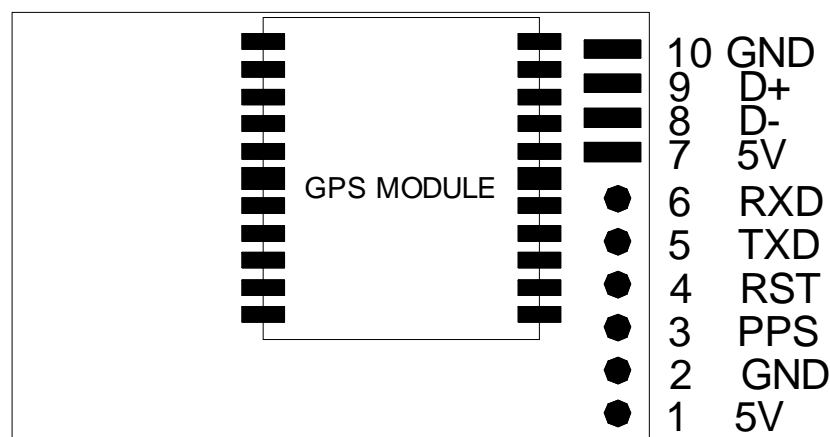 GPS MODULE
10 GND
9 D+
8 D-
7 5V
6 RXD
5 TXD
4 RST
3 PPS
2 GND
1 5V